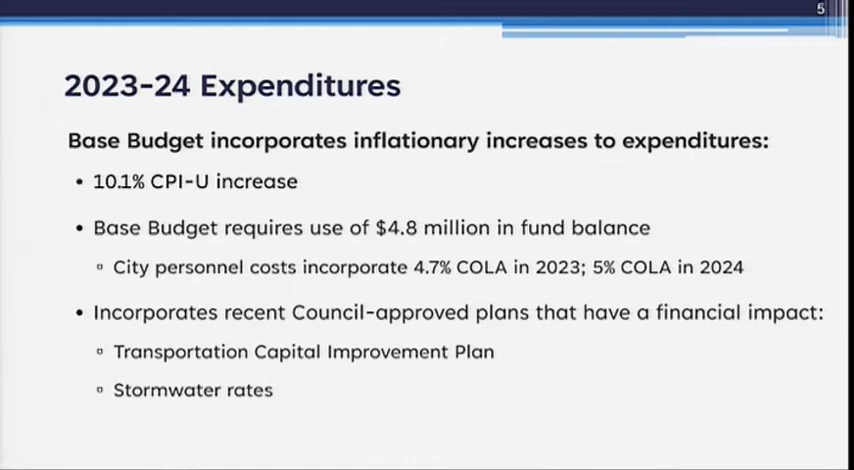 5
2023-24 Expenditures
Base Budget incorporates inflationary increases to expenditures:
• 10.1% CPI-U increase
• Base Budget requires use of $4.8 million in fund balance
▫ City personnel costs incorporate 4.7% COLA in 2023; 5% COLA in 2024
• Incorporates recent Council-approved plans that have a financial impact:
▫ Transportation Capital Improvement Plan
▫ Stormwater rates